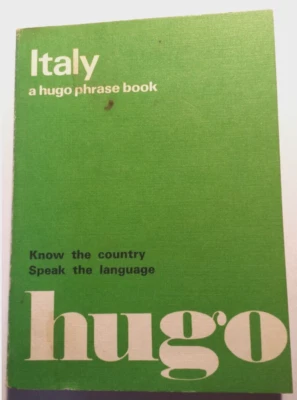 Italy
a hugo phrase book
Know the country
Speak the language
hugo